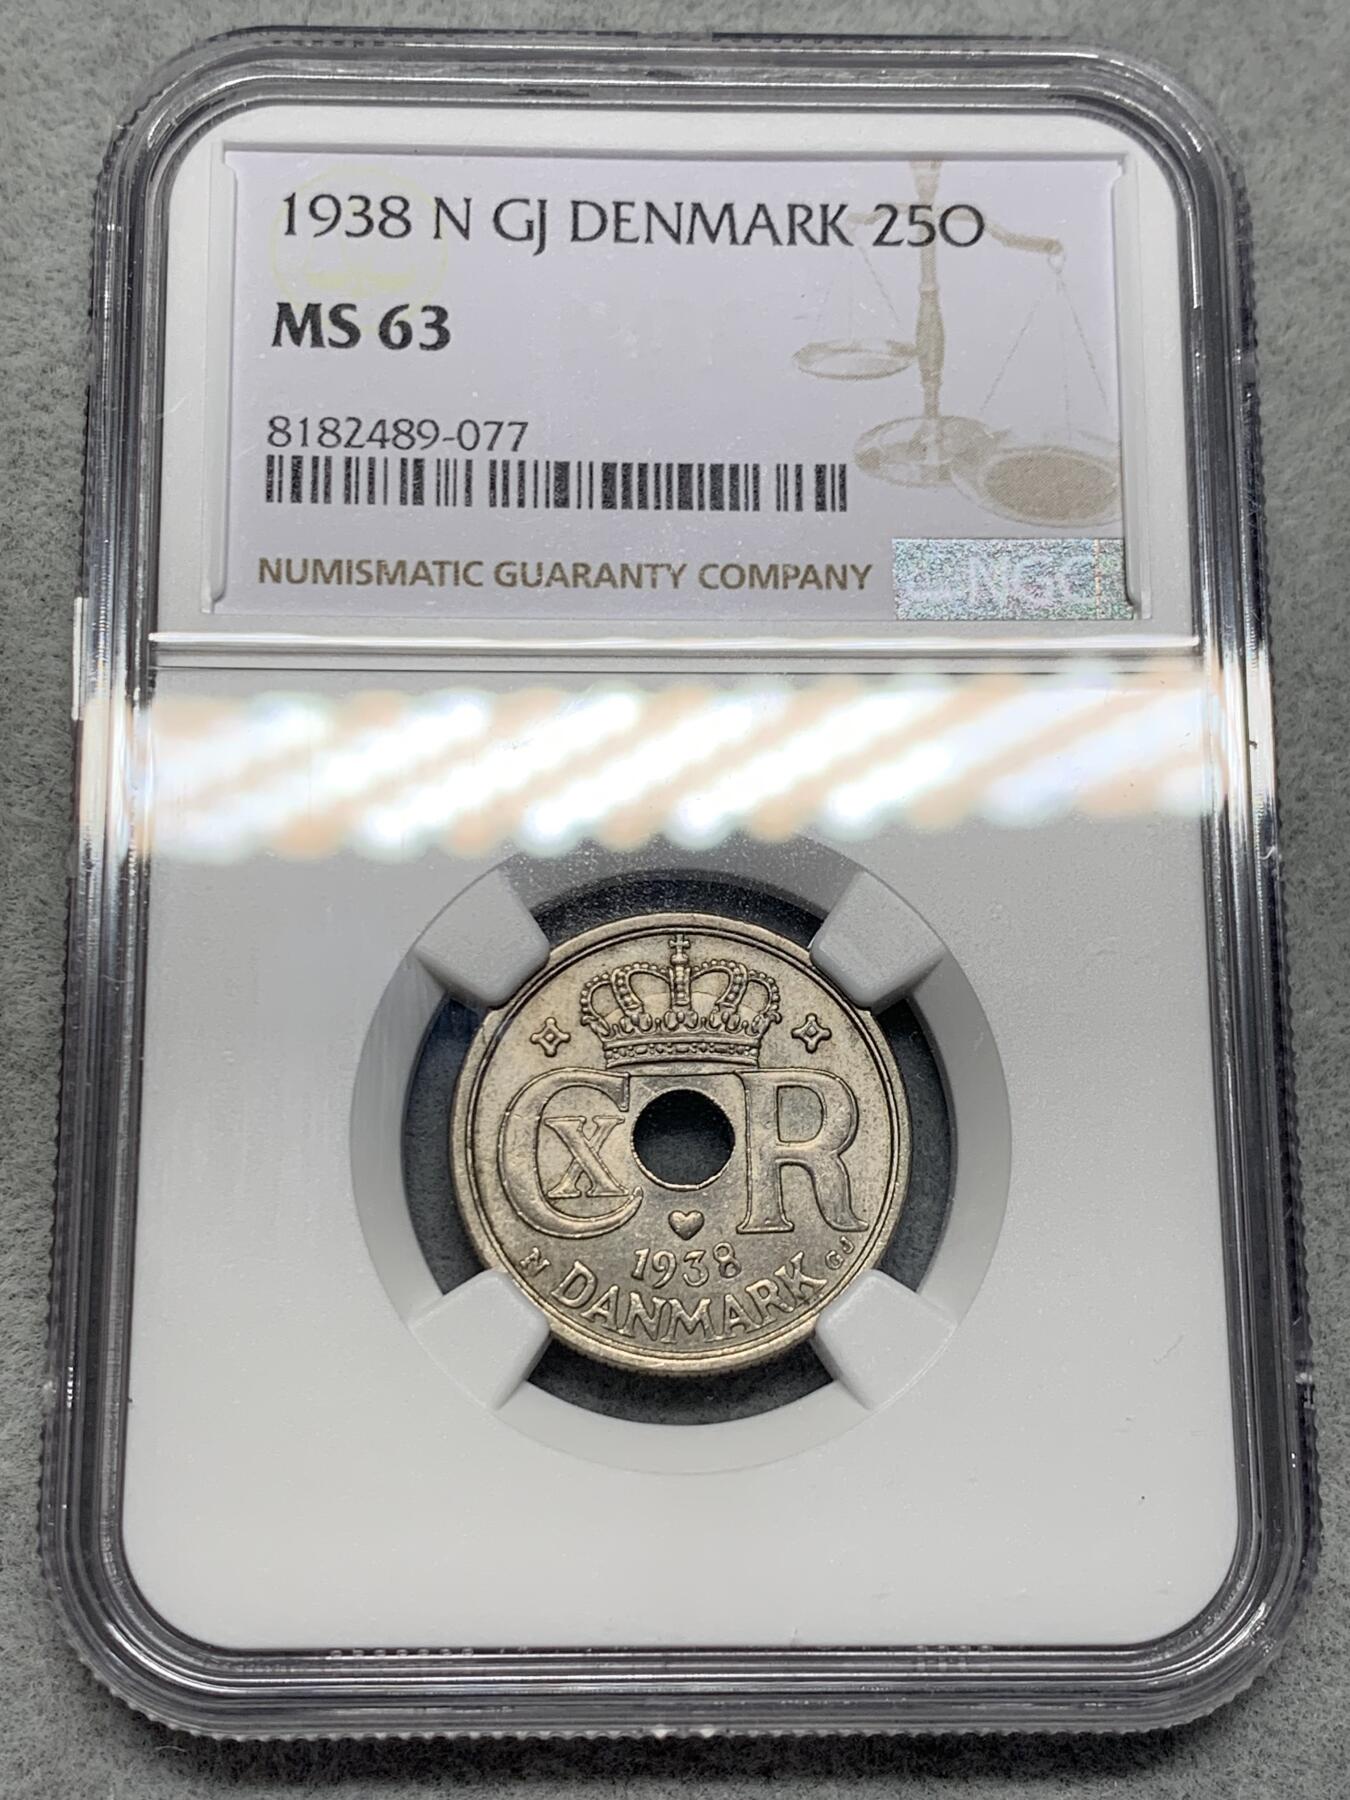 1938 N GJ DENMARK 25O
MS 63
8182489-077
NUMISMATIC GUARANTY COMPANY
NGC
C X R
1938
N DANMARK GJ